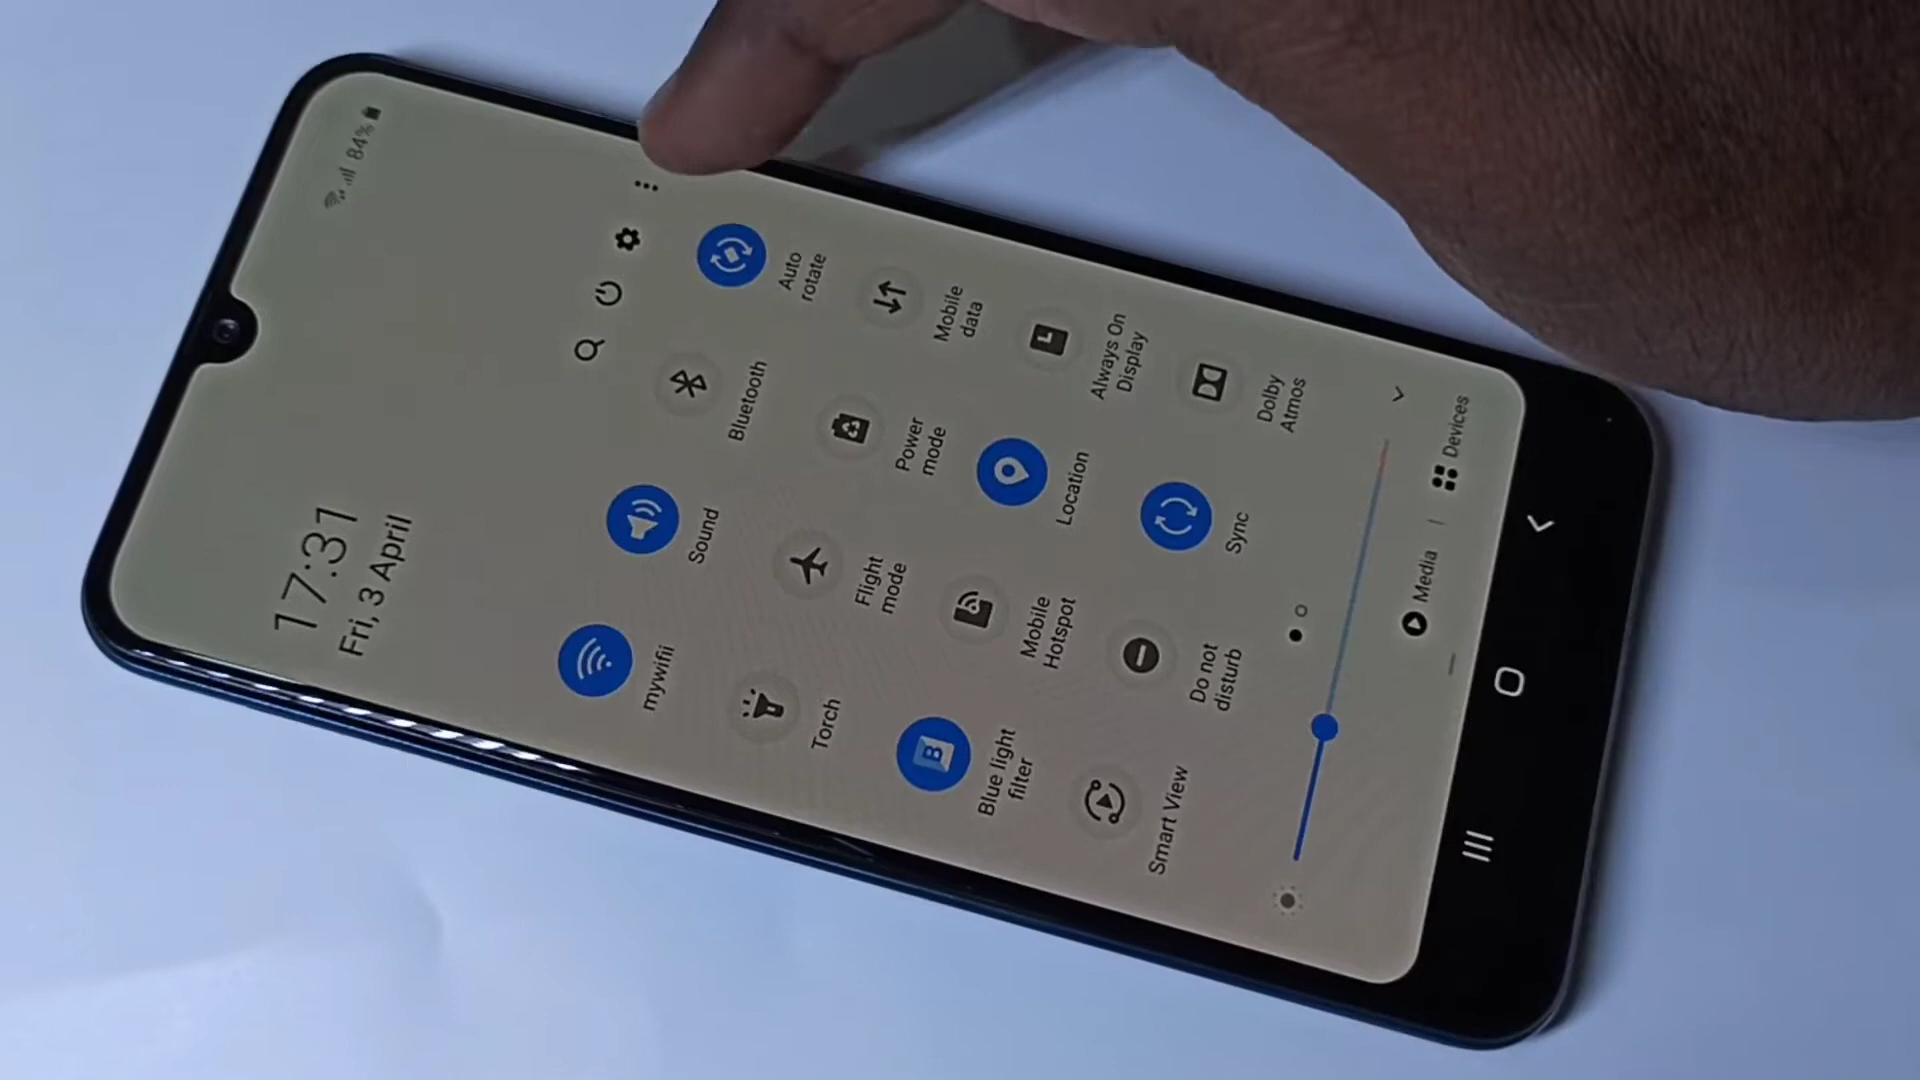 84%
17:31
Fri, 3 April
mywifii
Sound
Bluetooth
Auto
rotate
Torch
Flight
mode
Power
mode
Mobile
data
Blue light
filter
Mobile
Hotspot
Location
Always On
Display
Smart View
Do not
disturb
Sync
Dolby
Atmos
Media | Devices